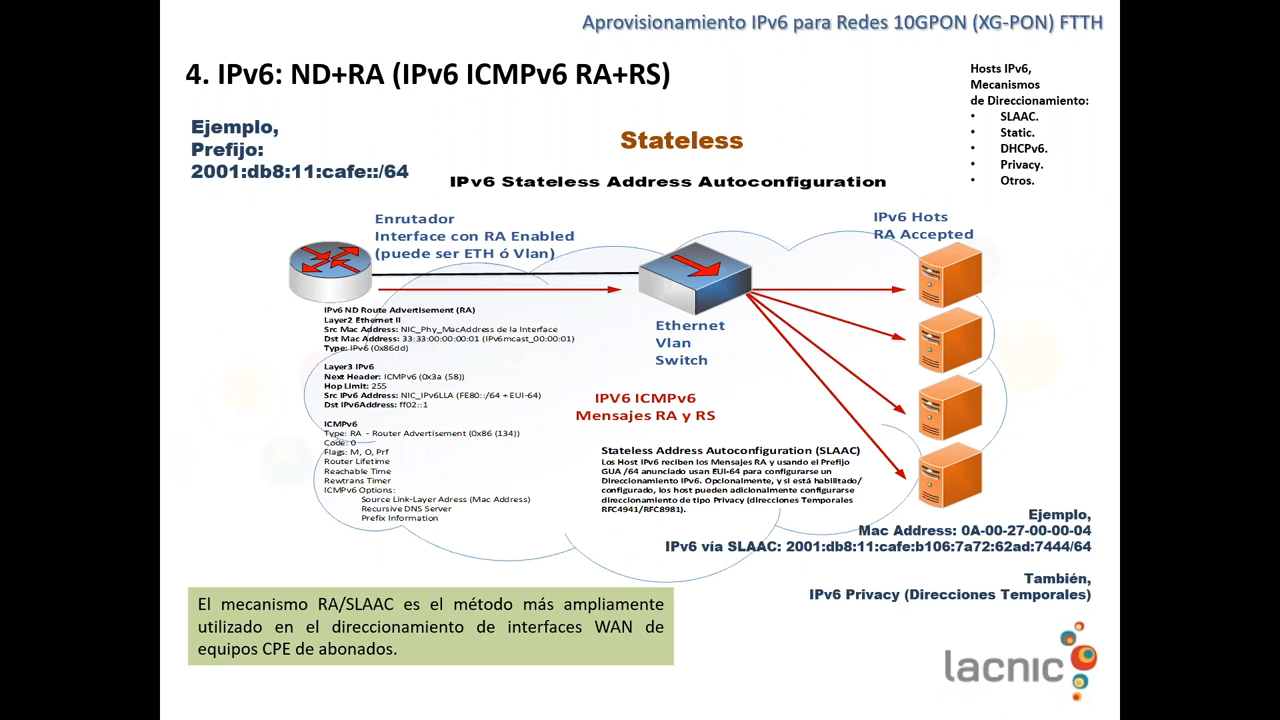 Aprovisionamiento IPv6 para Redes 10GPON (XG-PON) FTTH
4. IPv6: ND+RA (IPv6 ICMPv6 RA+RS)
Hosts IPv6,
Mecanismos
de Direccionamiento:
• SLAAC.
• Static.
• DHCPv6.
• Privacy.
• Otros.
Ejemplo,
Prefijo:
2001:db8:11:cafe::/64
Stateless
IPv6 Stateless Address Autoconfiguration
Enrutador
Interface con RA Enabled
(puede ser ETH ó Vlan)
IPv6 Hots
RA Accepted
IPv6 ND Route Advertisement (RA)
Layer2 Ethernet II
Src Mac Address: NIC_Phy_MacAddress de la Interface
Dst Mac Address: 33:33:00:00:00:01 (IPv6mcast_00:00:01)
Type: IPv6 (0x86dd)
Layer3 IPv6
Next Header: ICMPv6 (0x3a (58))
Hop Limit: 255
Src IPv6 Address: NIC_IPv6LLA (FE80::/64 + EUI-64)
Dst IPv6Address: ff02::1
ICMPv6
Type: RA - Router Advertisement (0x86 (134))
Code: 0
Flags: M, O, Prf
Router Lifetime
Reachable Time
Rewtrans Timer
ICMPv6 Options:
Source Link-Layer Adress (Mac Address)
Recursive DNS Server
Prefix Information
Ethernet
Vlan
Switch
IPV6 ICMPv6
Mensajes RA y RS
Stateless Address Autoconfiguration (SLAAC)
Los Host IPv6 reciben los Mensajes RA y usando el Prefijo
GUA /64 anunciado usan EUI-64 para configurarse un
Direccionamiento IPv6. Opcionalmente, y si está habilitado/
configurado, los host pueden adicionalmente configurarse
direccionamiento de tipo Privacy (direcciones Temporales
RFC4941/RFC8981).
Ejemplo,
Mac Address: 0A-00-27-00-00-04
IPv6 vía SLAAC: 2001:db8:11:cafe:b106:7a72:62ad:7444/64
También,
IPv6 Privacy (Direcciones Temporales)
El mecanismo RA/SLAAC es el método más ampliamente
utilizado en el direccionamiento de interfaces WAN de
equipos CPE de abonados.
lacnic